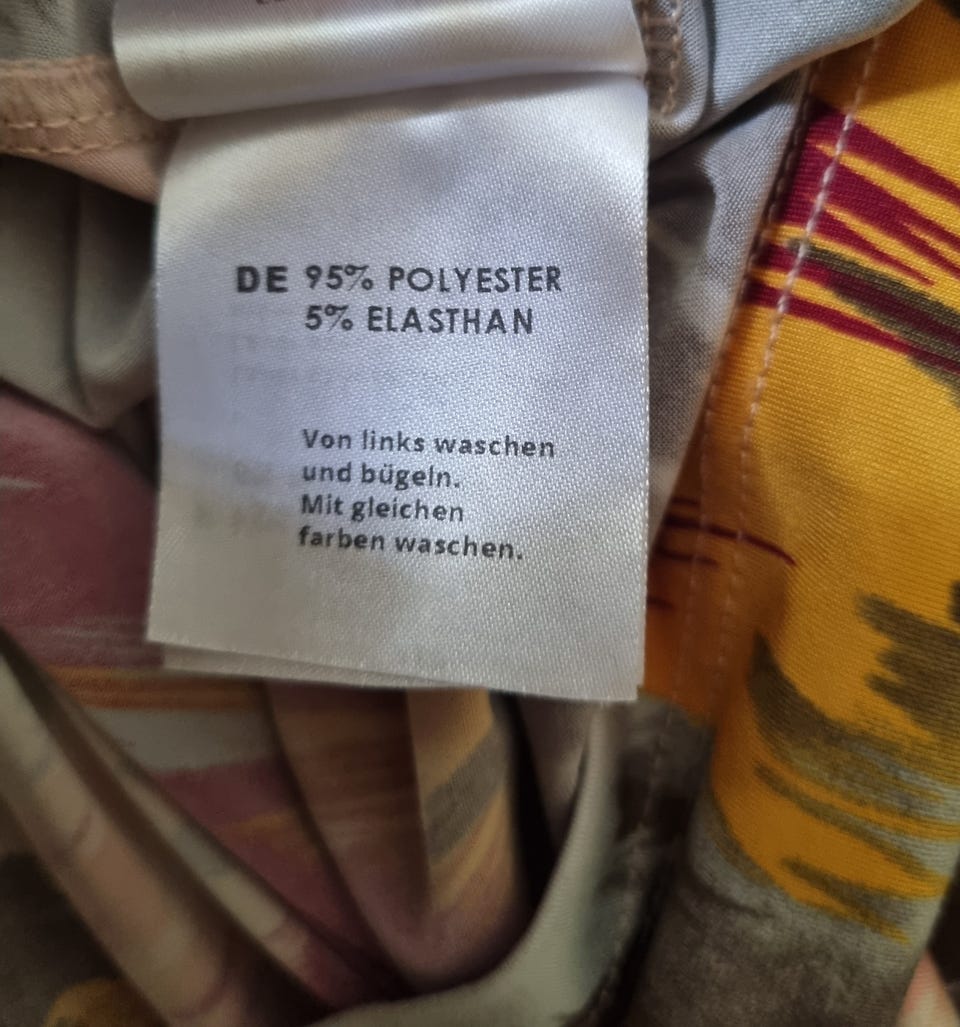 DE 95% POLYESTER
5% ELASTHAN
Von links waschen
und bügeln.
Mit gleichen
farben waschen.